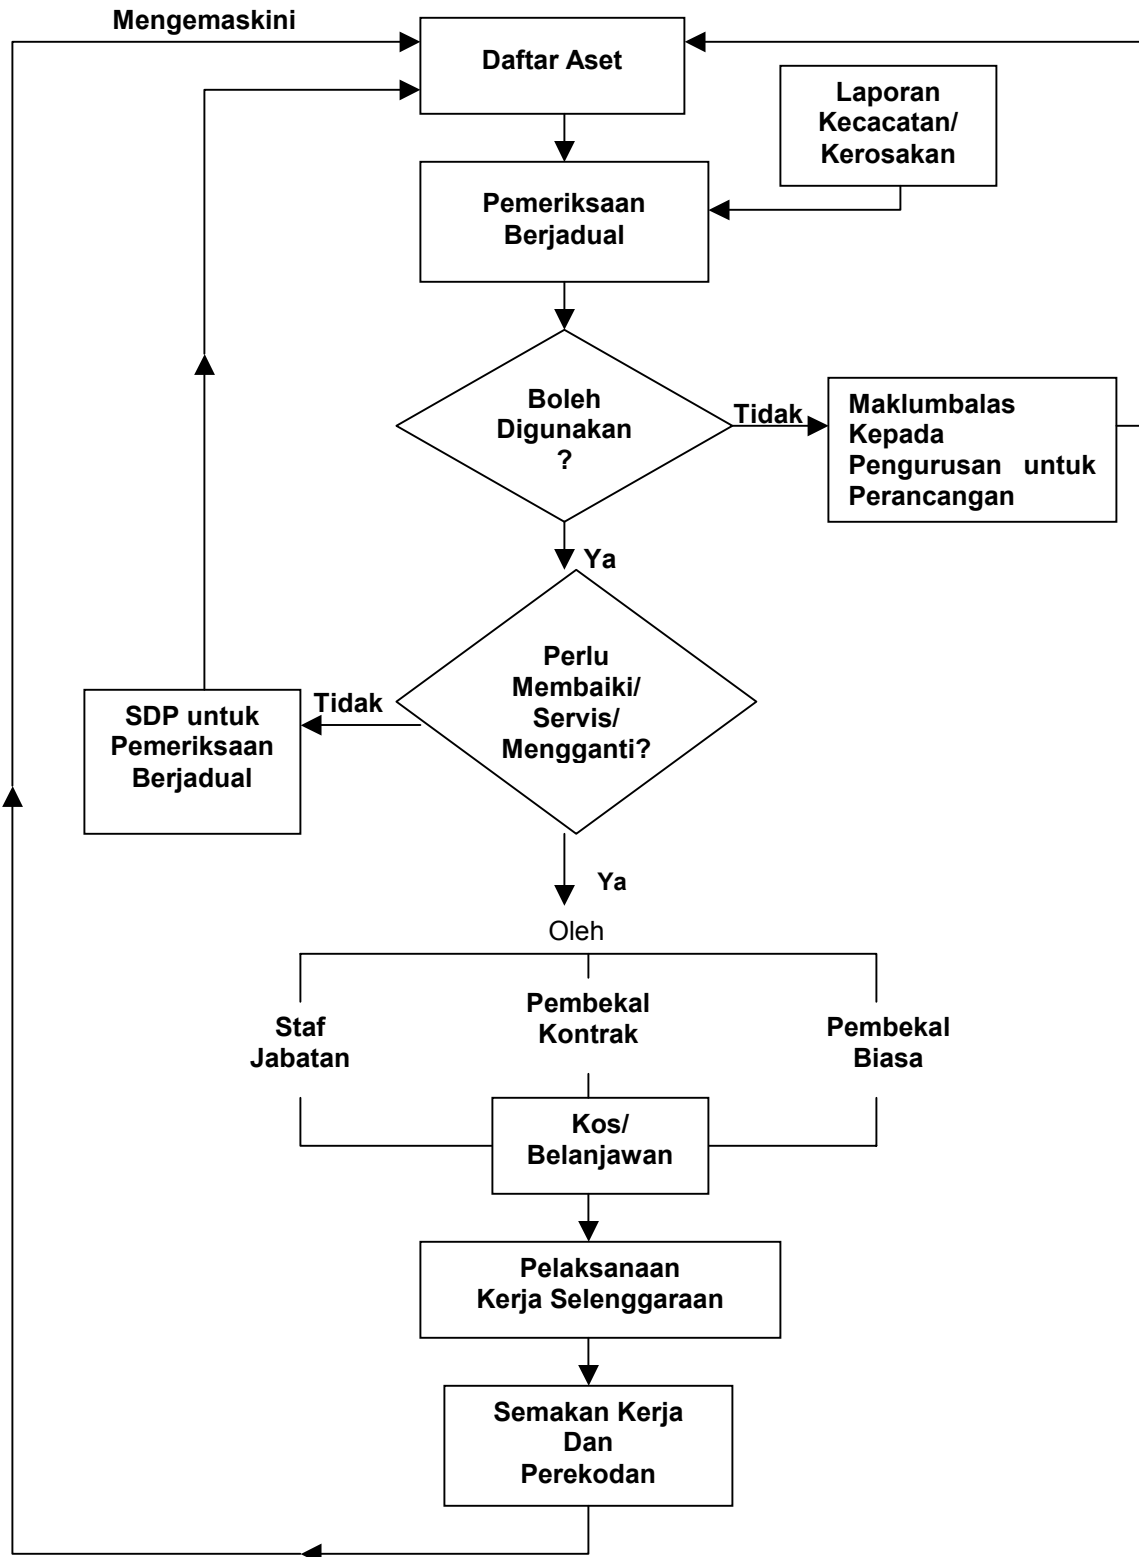 Mengemaskini
Daftar Aset
Laporan
Kecacatan/
Kerosakan
Pemeriksaan
Berjadual
Boleh
Digunakan
?
Tidak
Maklumbalas
Kepada
Pengurusan untuk
Perancangan
Ya
Perlu
Membaiki/
Servis/
Mengganti?
Tidak
SDP untuk
Pemeriksaan
Berjadual
Ya
Oleh
Staf
Jabatan
Pembekal
Kontrak
Pembekal
Biasa
Kos/
Belanjawan
Pelaksanaan
Kerja Selenggaraan
Semakan Kerja
Dan
Perekodan